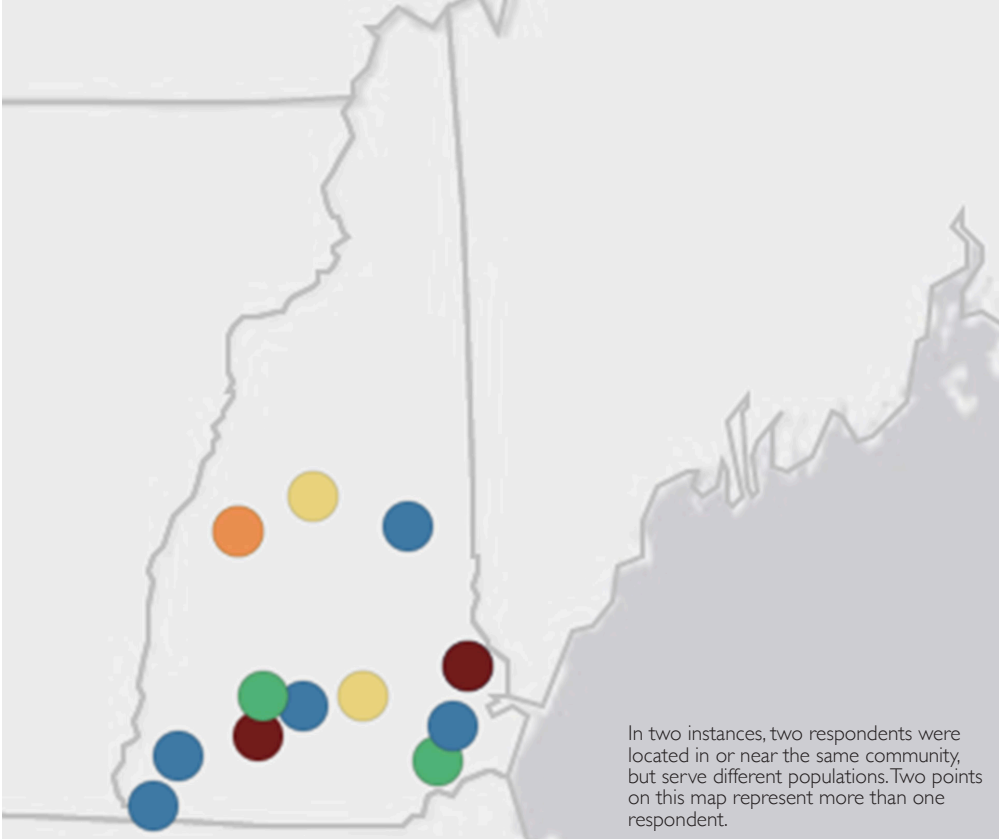 In two instances, two respondents were
located in or near the same community,
but serve different populations. Two points
on this map represent more than one
respondent.